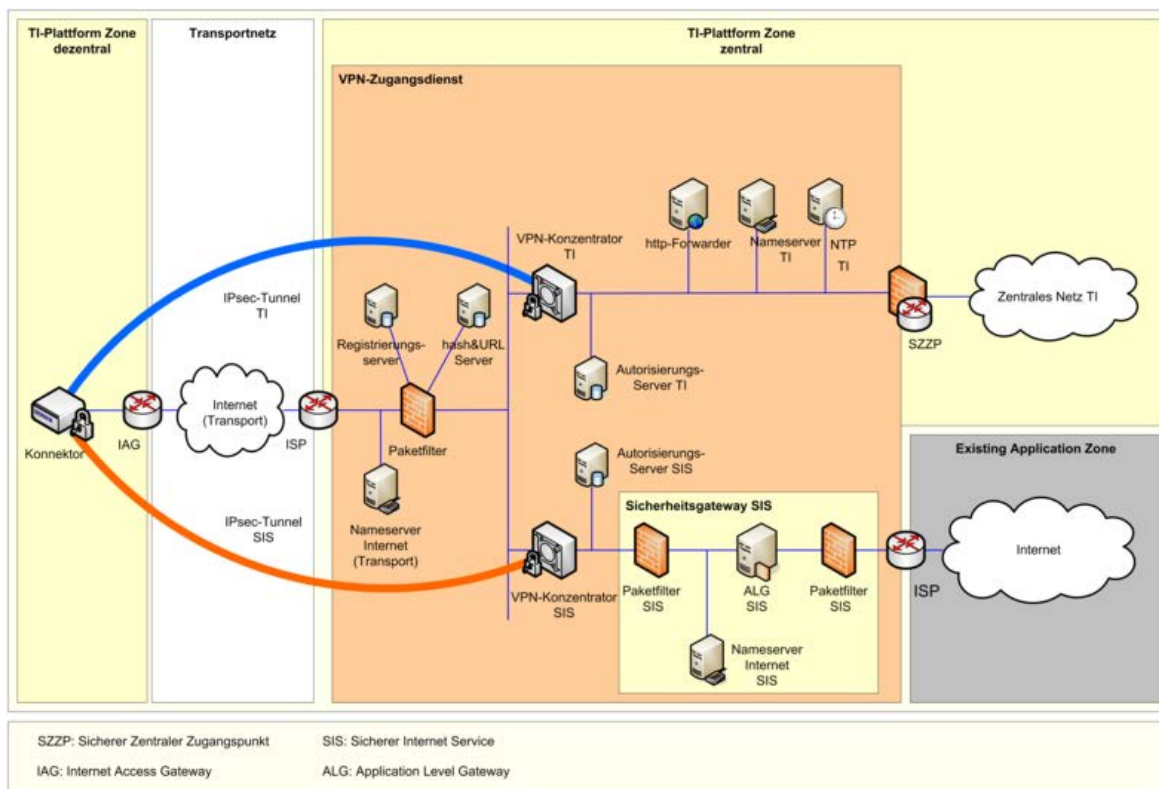 TI-Plattform Zone
dezentral
Transportnetz
TI-Plattform Zone
zentral
VPN-Zugangsdienst
VPN-Konzentrator
TI
http-Forwarder
Nameserver
TI
NTP
TI
IPsec-Tunnel
TI
Registrierungs-
server
hash&URL
Server
Zentrales Netz TI
SZZP
Autorisierungs-
Server TI
Internet
(Transport)
Konnektor
IAG
ISP
Paketfilter
Autorisierungs-
Server SIS
Existing Application Zone
Sicherheitsgateway SIS
IPsec-Tunnel
SIS
Nameserver
Internet
(Transport)
VPN-Konzentrator
SIS
Paketfilter
SIS
ALG
SIS
Paketfilter
SIS
ISP
Internet
Nameserver
Internet
SIS
SZZP: Sicherer Zentraler Zugangspunkt
SIS: Sicherer Internet Service
IAG: Internet Access Gateway
ALG: Application Level Gateway